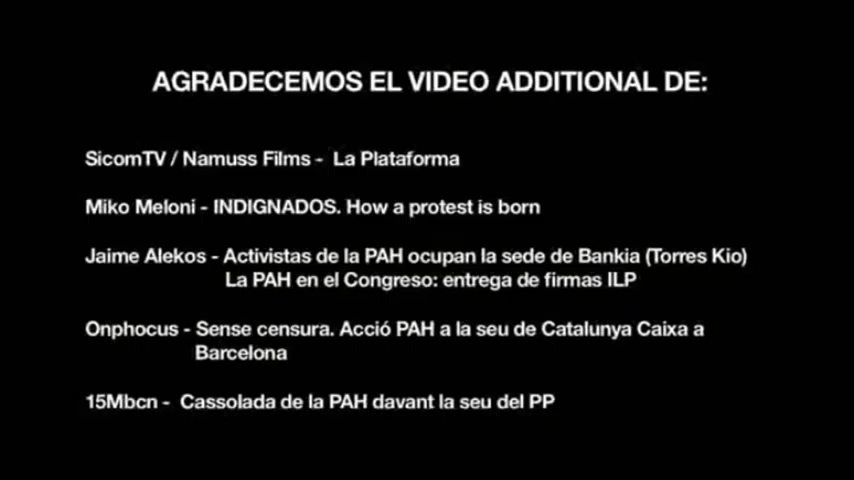 AGRADECEMOS EL VIDEO ADDITIONAL DE:
SicomTV / Namuss Films - La Plataforma
Miko Meloni - INDIGNADOS. How a protest is born
Jaime Alekos - Activistas de la PAH ocupan la sede de Bankia (Torres Kio)
La PAH en el Congreso: entrega de firmas ILP
Onphocus - Sense censura. Acció PAH a la seu de Catalunya Caixa a
Barcelona
15Mbcn - Cassolada de la PAH davant la seu del PP